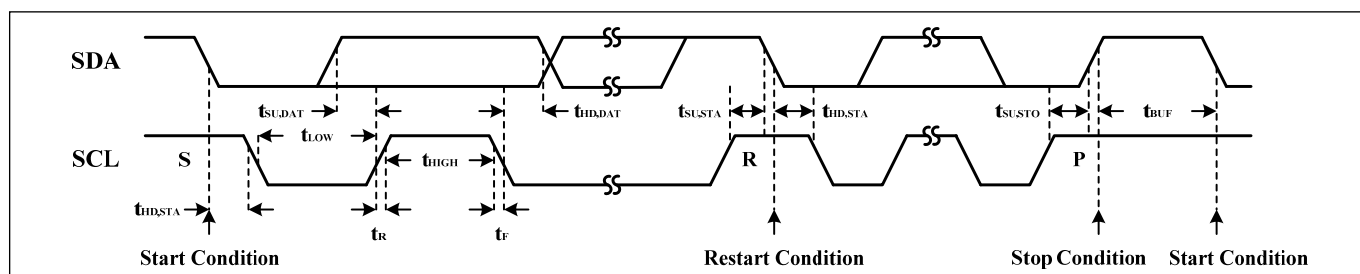 SDA
tSU,DAT
tHD,DAT
tSU,STA
tHD,STA
tSU,STO
tBUF
tLOW
SCL
S
tHIGH
R
P
tHD,STA
tR
tF
Start Condition
Restart Condition
Stop Condition
Start Condition